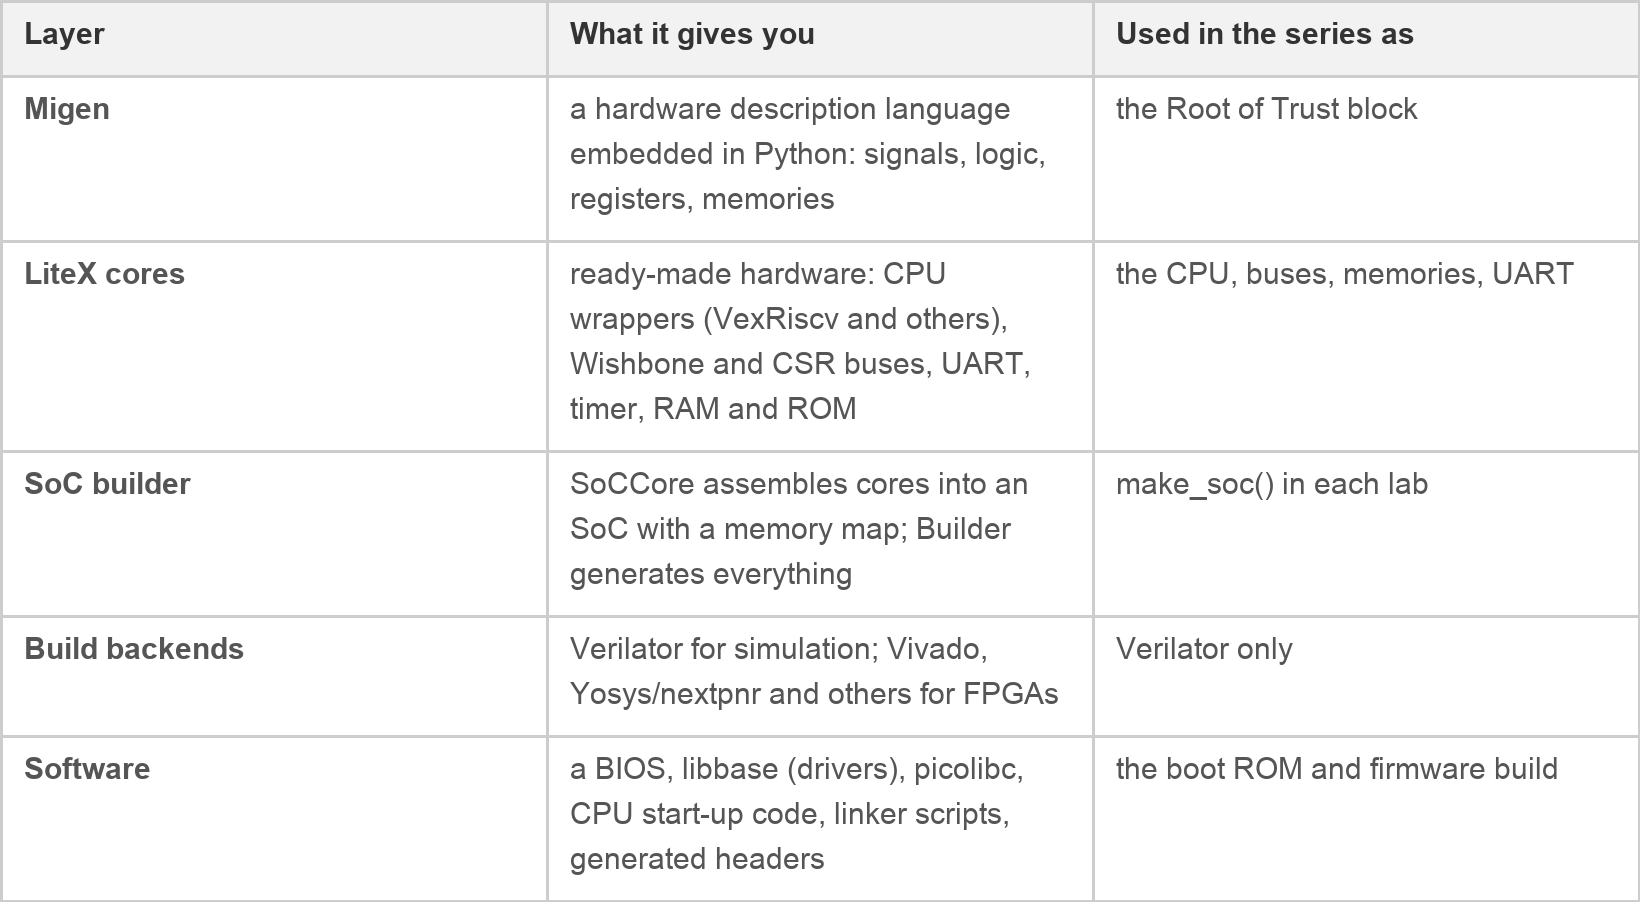 Layer
What it gives you
Used in the series as
Migen
a hardware description language
embedded in Python: signals, logic,
registers, memories
the Root of Trust block
LiteX cores
ready-made hardware: CPU
wrappers (VexRiscv and others),
Wishbone and CSR buses, UART,
timer, RAM and ROM
the CPU, buses, memories, UART
SoC builder
SoCCore assembles cores into an
SoC with a memory map; Builder
generates everything
make_soc() in each lab
Build backends
Verilator for simulation; Vivado,
Yosys/nextpnr and others for FPGAs
Verilator only
Software
a BIOS, libbase (drivers), picolibc,
CPU start-up code, linker scripts,
generated headers
the boot ROM and firmware build